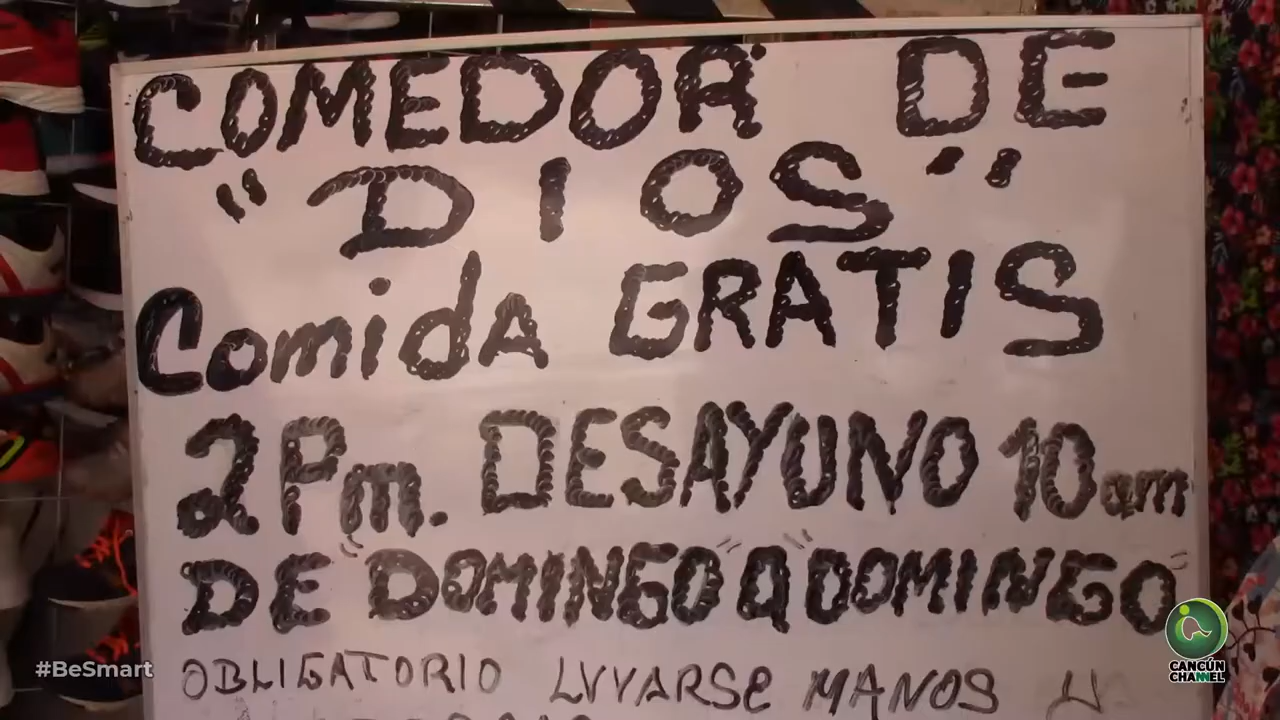 COMEDOR DE
"DIOS"
Comida GRATIS
2Pm. DESAYUNO 10am
DE "DOMINGO" A "DOMINGO"
OBLIGATORIO LVVARSE MANOS
#BeSmart
CANCÚN
CHANNEL